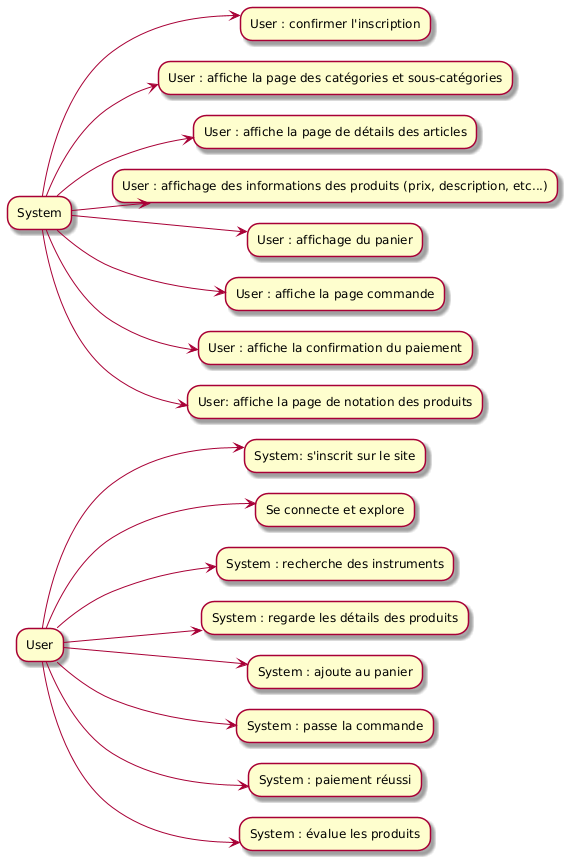 User : confirmer l'inscription
User : affiche la page des catégories et sous-catégories
User : affiche la page de détails des articles
User : affichage des informations des produits (prix, description, etc...)
System
User : affichage du panier
User : affiche la page commande
User : affiche la confirmation du paiement
User: affiche la page de notation des produits
System: s'inscrit sur le site
Se connecte et explore
System : recherche des instruments
System : regarde les détails des produits
User
System : ajoute au panier
System : passe la commande
System : paiement réussi
System : évalue les produits